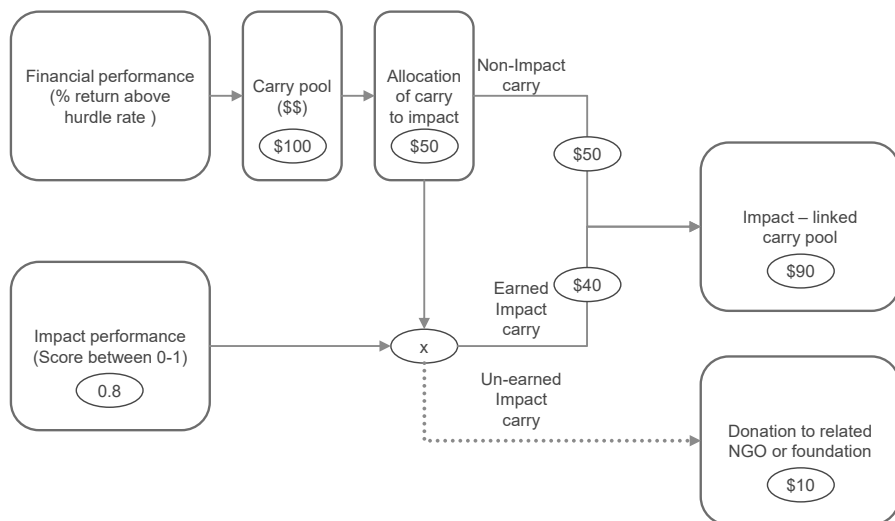 Financial performance
(% return above
hurdle rate )
Carry pool
($$)
$100
Allocation
of carry
to impact
$50
Non-Impact
carry
$50
Impact – linked
carry pool
$90
$40
Earned
Impact
carry
Impact performance
(Score between 0-1)
0.8
x
Un-earned
Impact
carry
Donation to related
NGO or foundation
$10